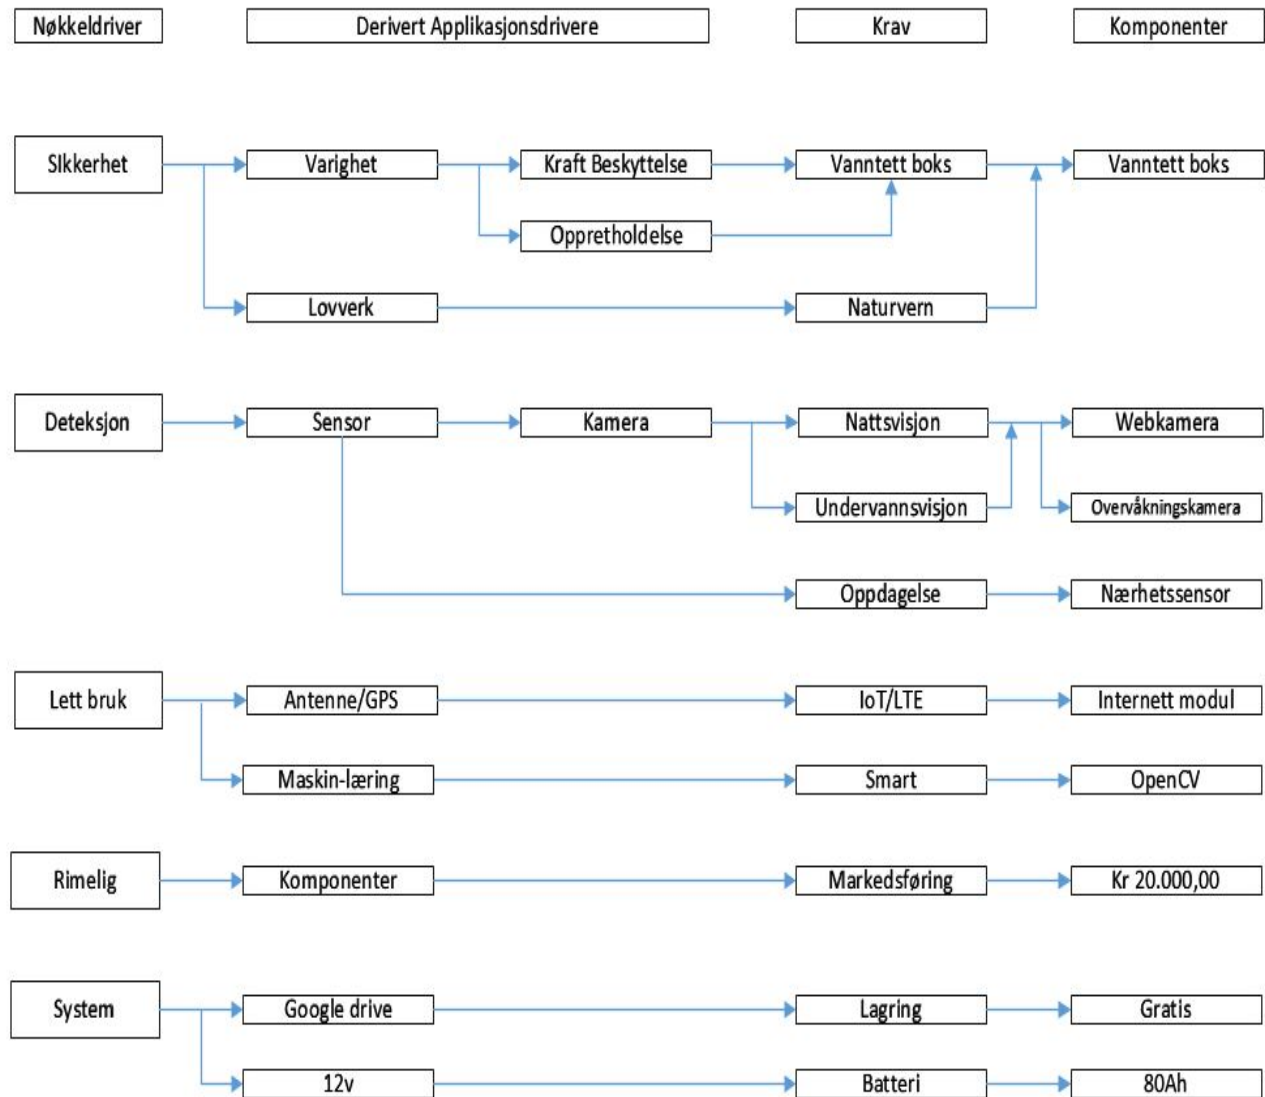 Nøkkeldriver
Derivert Applikasjonsdrivere
Krav
Komponenter
SIkkerhet
Varighet
Kraft Beskyttelse
Vanntett boks
Vanntett boks
Oppretholdelse
Lovverk
Naturvern
Deteksjon
Sensor
Kamera
Nattsvisjon
Webkamera
Undervannsvisjon
Overvåkningskamera
Oppdagelse
Nærhetssensor
Lett bruk
Antenne/GPS
IoT/LTE
Internett modul
Maskin-læring
Smart
OpenCV
Rimelig
Komponenter
Markedsføring
Kr 20.000,00
System
Google drive
Lagring
Gratis
12v
Batteri
80Ah